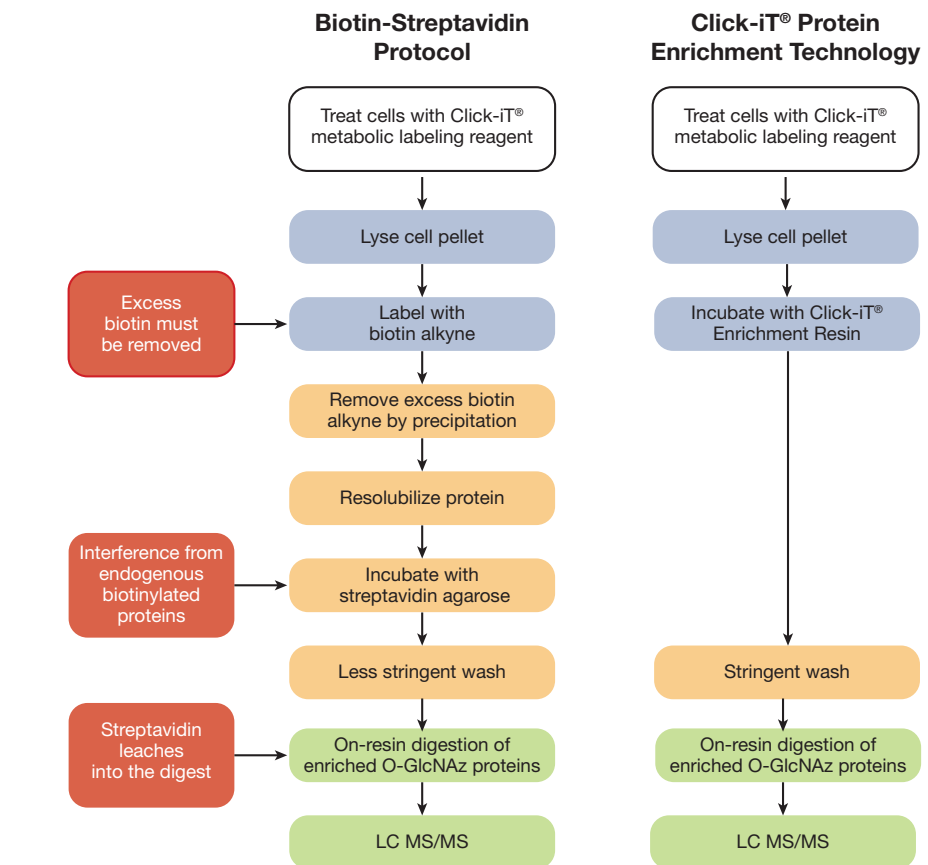 Biotin-Streptavidin
Protocol
Click-iT® Protein
Enrichment Technology
Treat cells with Click-iT®
metabolic labeling reagent
Treat cells with Click-iT®
metabolic labeling reagent
Lyse cell pellet
Lyse cell pellet
Excess
biotin must
be removed
Label with
biotin alkyne
Incubate with Click-iT®
Enrichment Resin
Remove excess biotin
alkyne by precipitation
Resolubilize protein
Interference from
endogenous
biotinylated
proteins
Incubate with
streptavidin agarose
Less stringent wash
Stringent wash
Streptavidin
leaches
into the digest
On-resin digestion of
enriched O-GlcNAz proteins
On-resin digestion of
enriched O-GlcNAz proteins
LC MS/MS
LC MS/MS